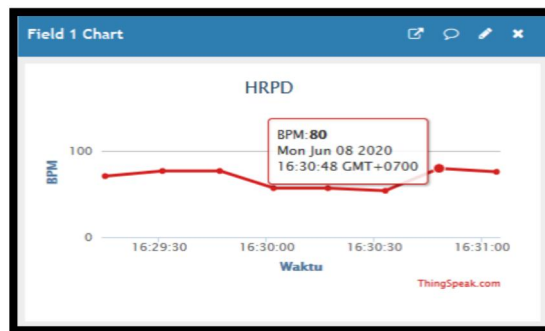 Field 1 Chart
HRPD
BPM:80
Mon Jun 08 2020
16:30:48 GMT+0700
100
BPM
0
16:29:30 16:30:00 16:30:30 16:31:00
Waktu
ThingSpeak.com